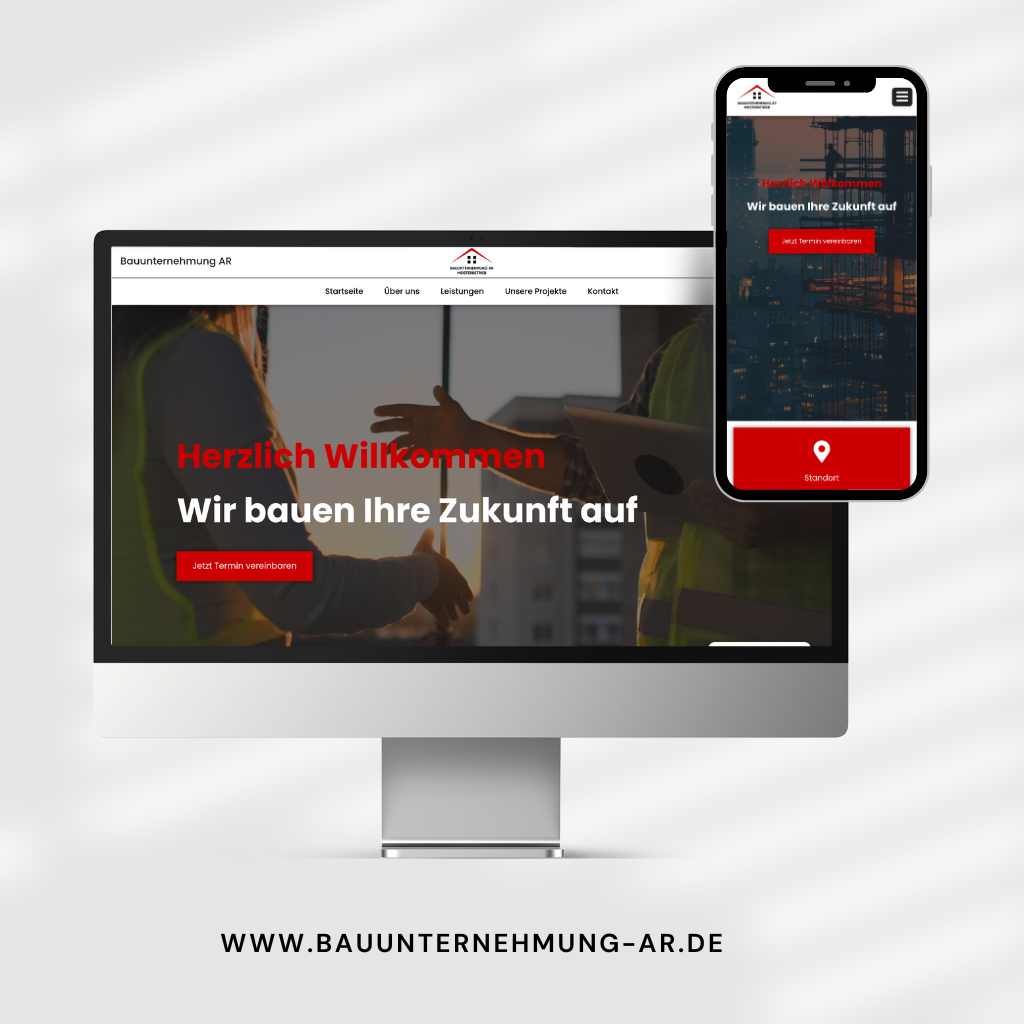 Bauunternehmung AR
BAUUNTERNEHMUNG AR
MEISTERBETRIEB
Startseite Über uns Leistungen Unsere Projekte Kontakt
Herzlich Willkommen
Wir bauen Ihre Zukunft auf
Jetzt Termin vereinbaren
BAUUNTERNEHMUNG AR
MEISTERBETRIEB
Herzlich Willkommen
Wir bauen Ihre Zukunft auf
Jetzt Termin vereinbaren
Standort
WWW.BAUUNTERNEHMUNG-AR.DE